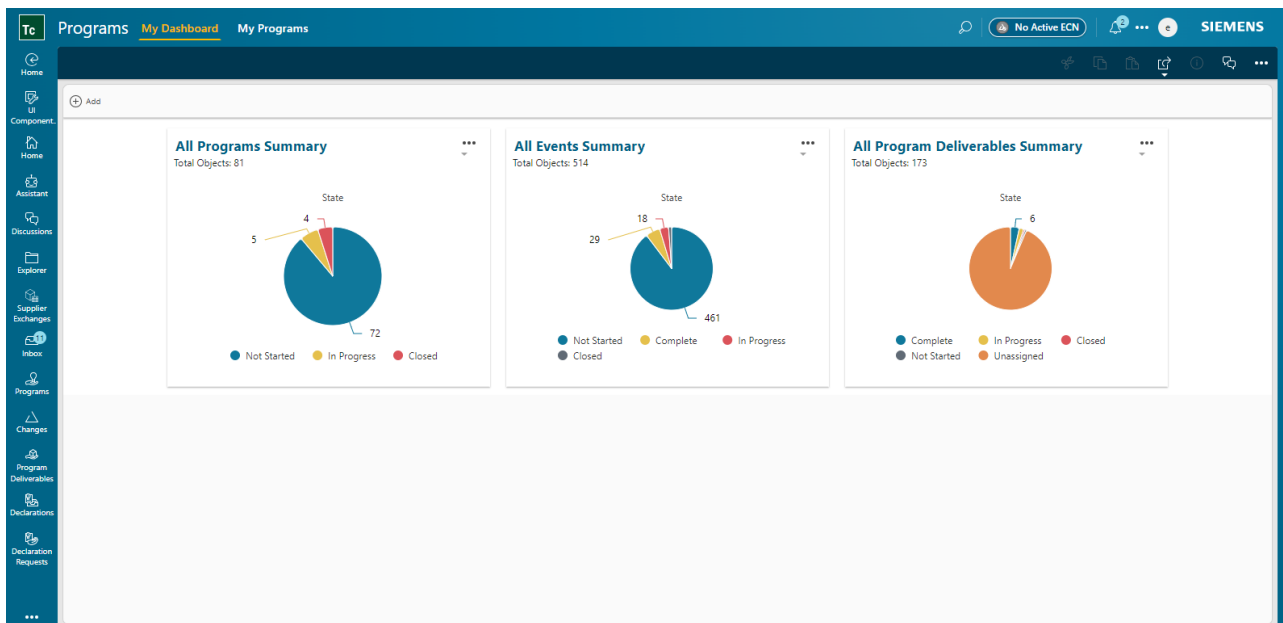 Tc Programs My Dashboard My Programs No Active ECN 2 e SIEMENS
Home
UI
Component.
Home
Assistant
Discussions
Explorer
Supplier
Exchanges
11
Inbox
Programs
Changes
Program
Deliverables
Declarations
Declaration
Requests
Add
All Programs Summary
Total Objects: 81
State
4
5
72
Not Started In Progress Closed
All Events Summary
Total Objects: 514
State
18
29
461
Not Started Complete In Progress
Closed
All Program Deliverables Summary
Total Objects: 173
State
6
Complete In Progress Closed
Not Started Unassigned